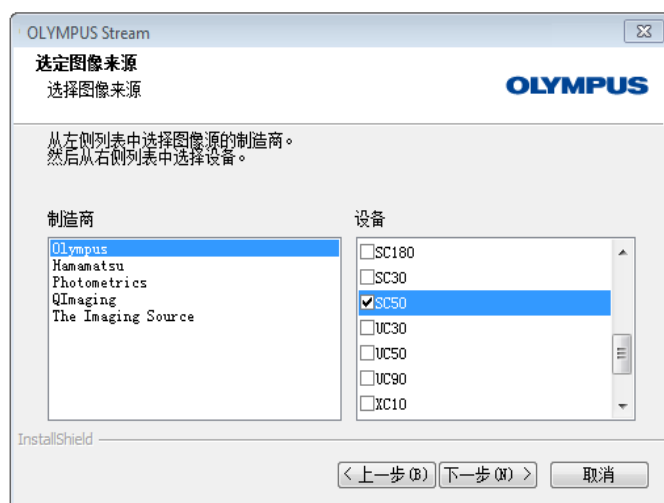 OLYMPUS Stream
选定图像来源
选择图像来源
OLYMPUS
从左侧列表中选择图像源的制造商。
然后从右侧列表中选择设备。
制造商
设备
Olympus
Hamamatsu
Photometrics
QImaging
The Imaging Source
SC180
SC30
SC50
UC30
UC50
UC90
XC10
InstallShield
< 上一步(B)
下一步(N) >
取消